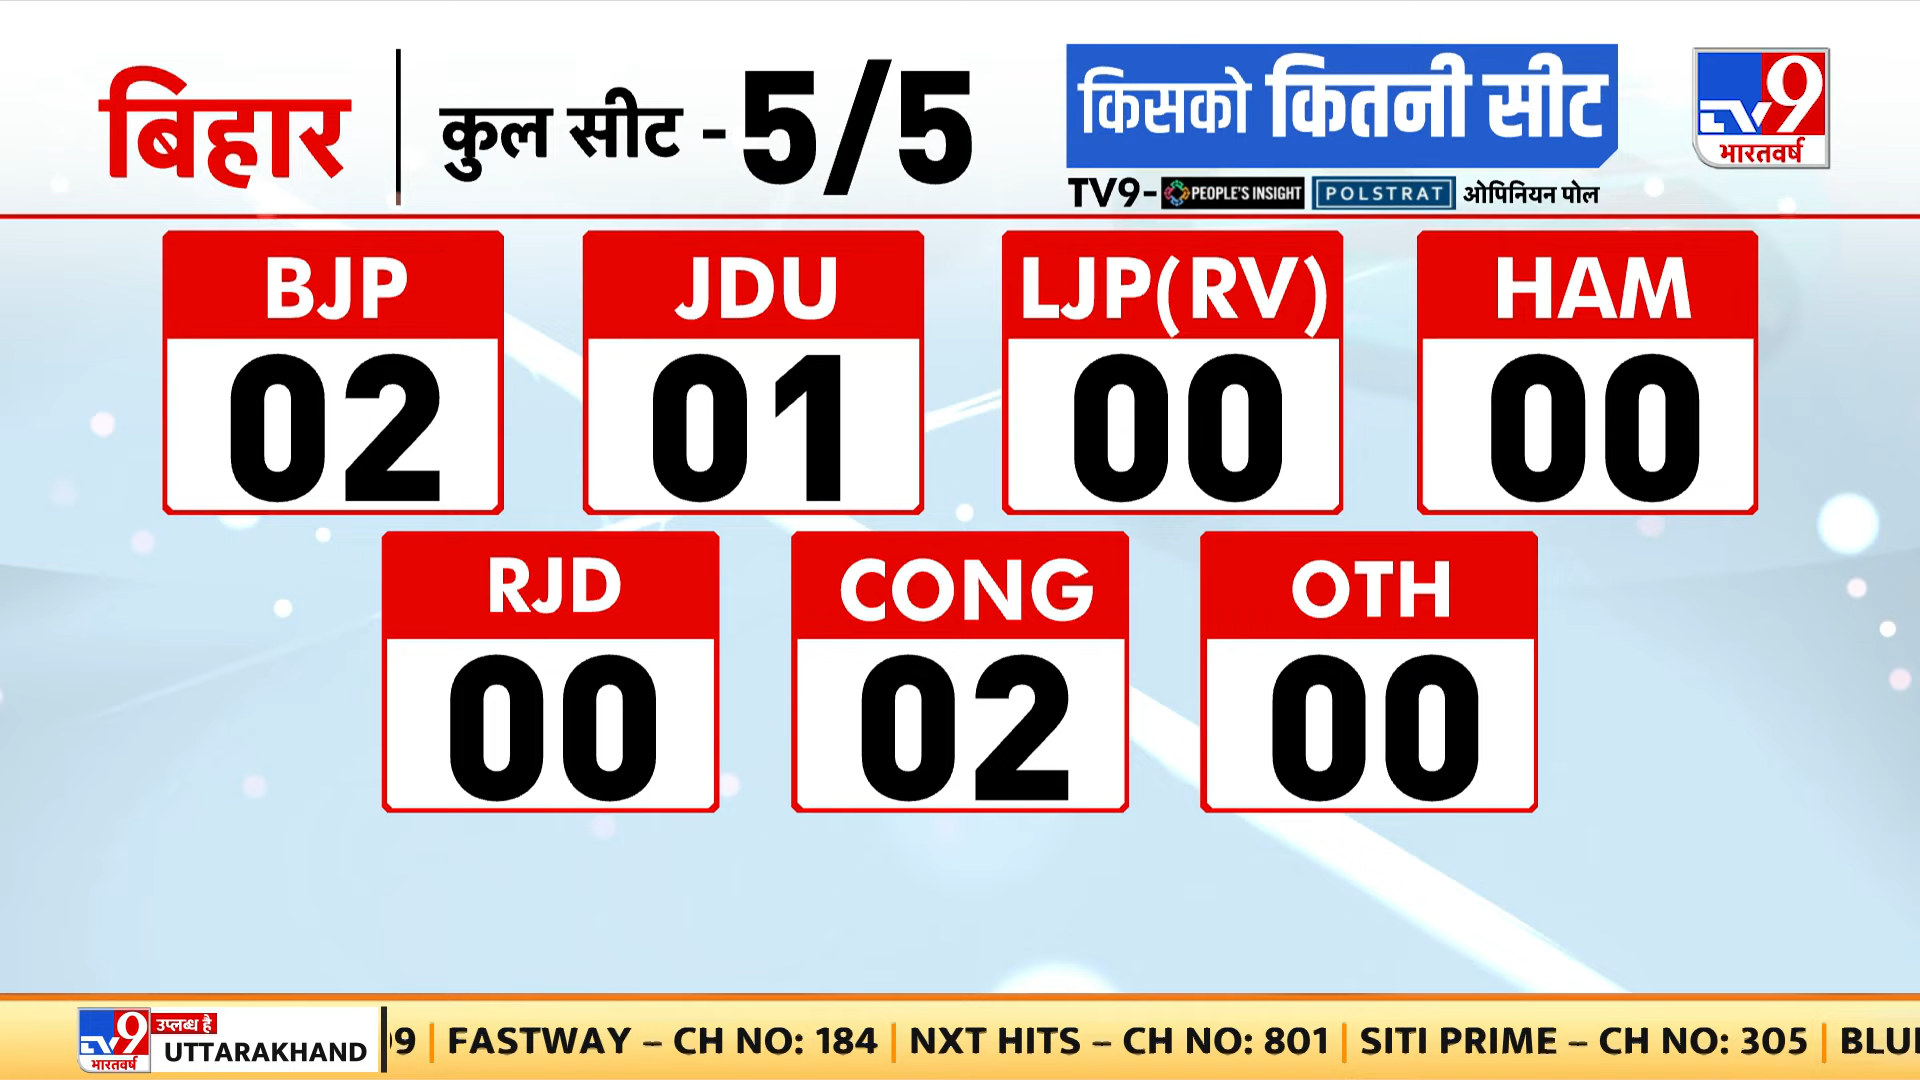 बिहार
कुल सीट - 5/5
किसको कितनी सीट
TV9
भारतवर्ष
TV9- PEOPLE'S INSIGHT POLSTRAT ओपिनियन पोल
BJP JDU LJP(RV) HAM
02 01 00 00
RJD CONG OTH
00 02 00
TV9 भारतवर्ष उपलब्ध है
UTTARAKHAND
9 | FASTWAY – CH NO: 184 | NXT HITS – CH NO: 801 | SITI PRIME – CH NO: 305 |